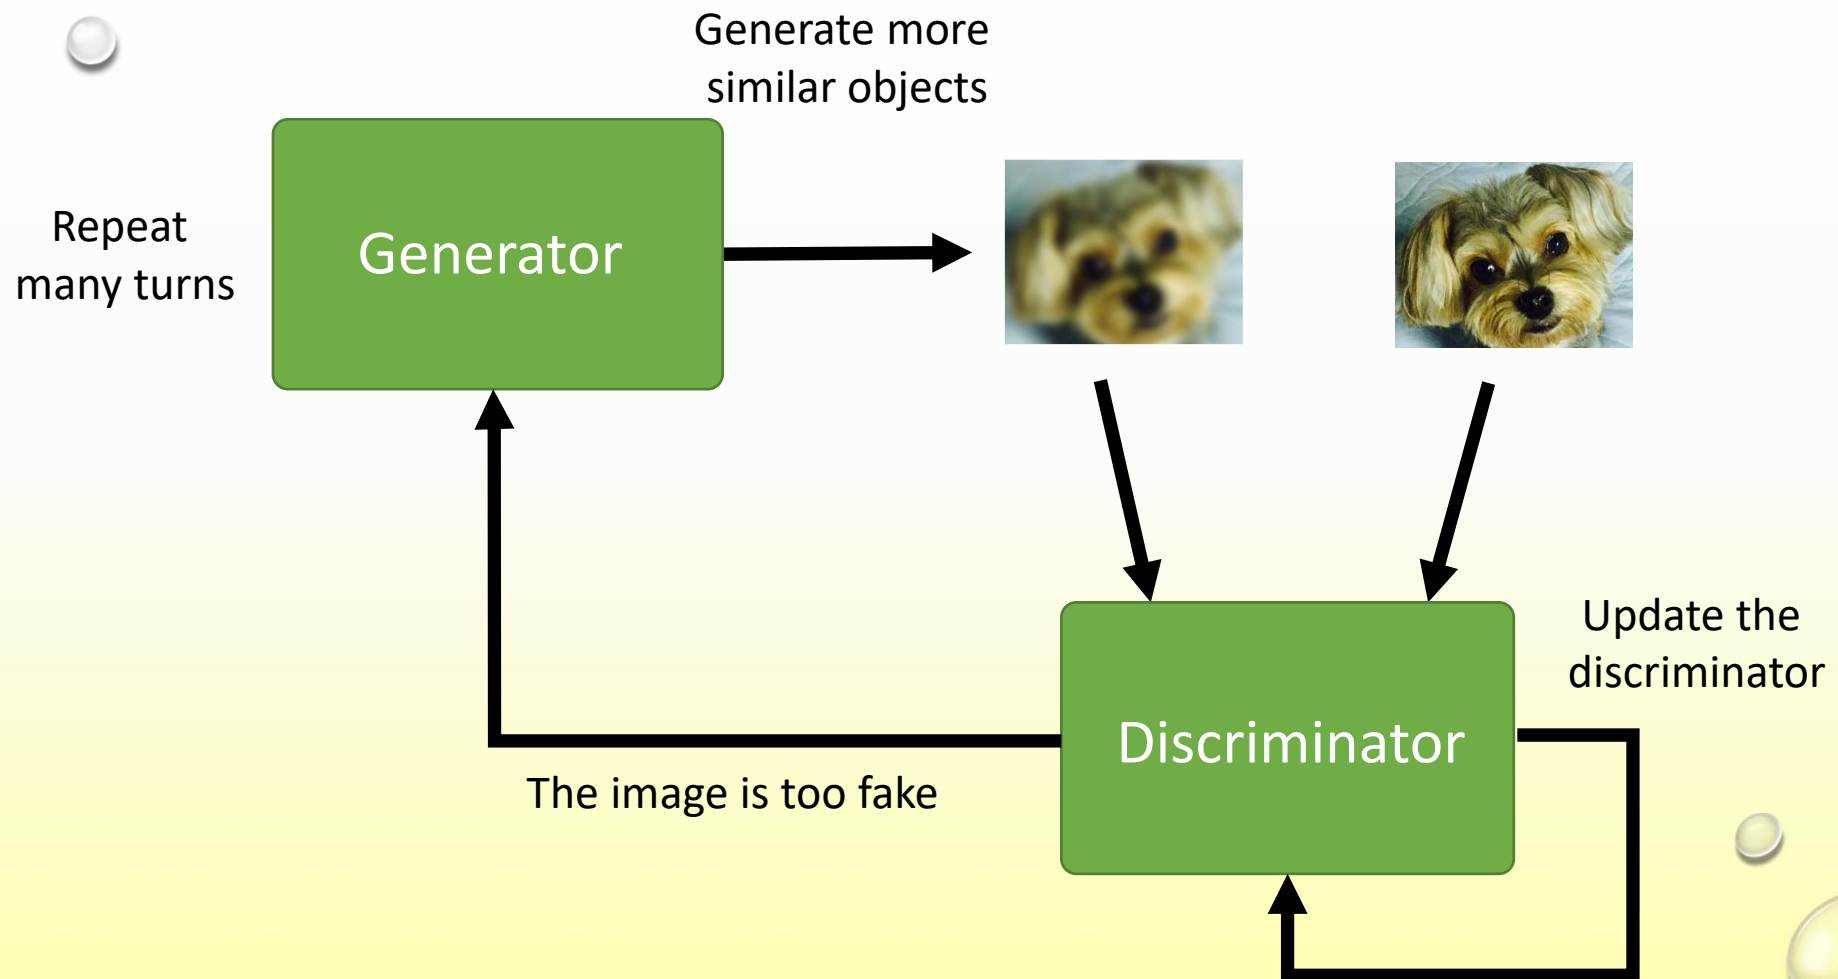 Generate more
similar objects
Repeat
many turns
Generator
Update the
discriminator
Discriminator
The image is too fake